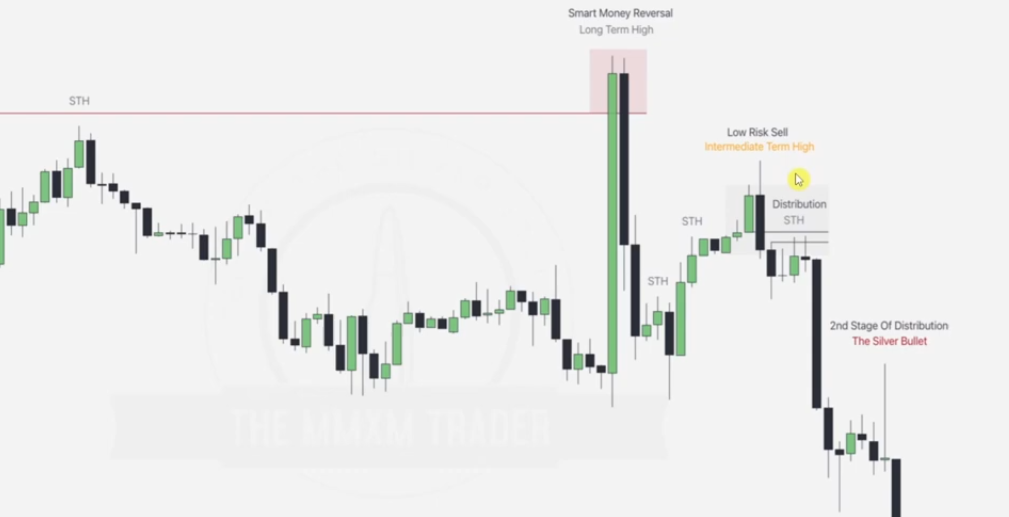 Smart Money Reversal
Long Term High
STH
Low Risk Sell
Intermediate Term High
Distribution
STH
STH
STH
2nd Stage Of Distribution
The Silver Bullet
THE MMXM TRADER